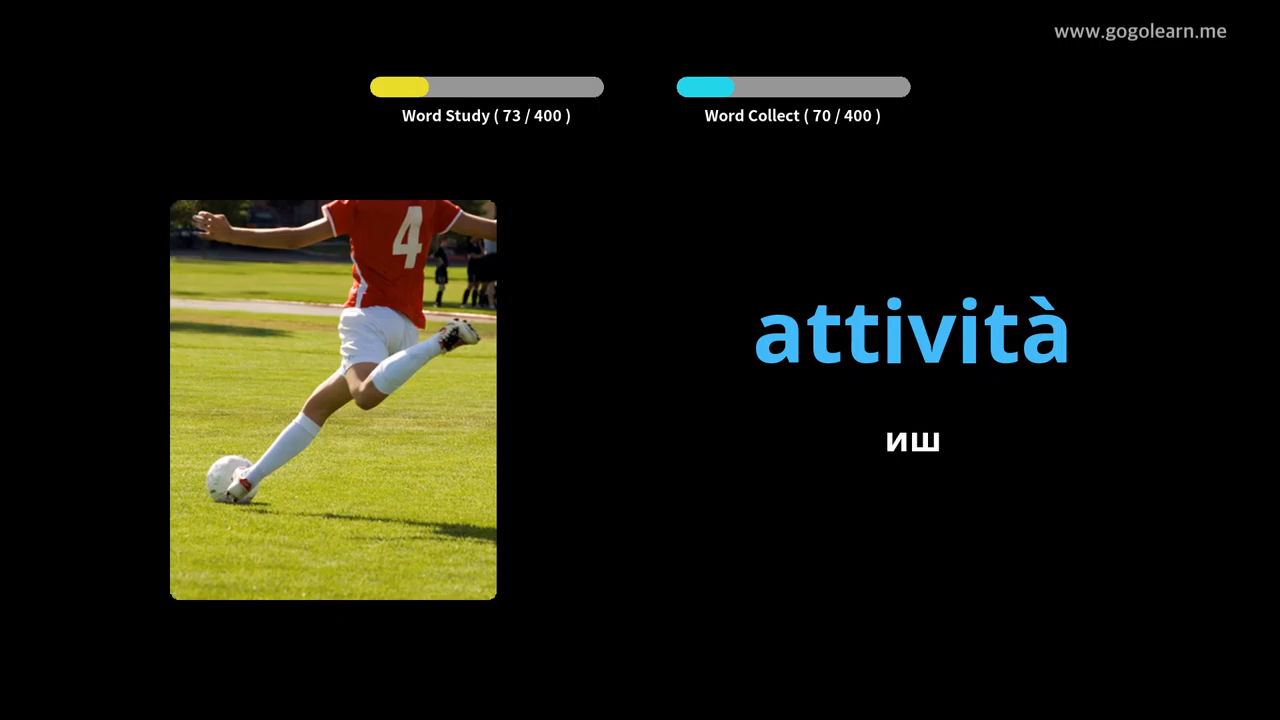 www.gogolearn.me
Word Study ( 73 / 400 )
Word Collect ( 70 / 400 )
4
attività
иш